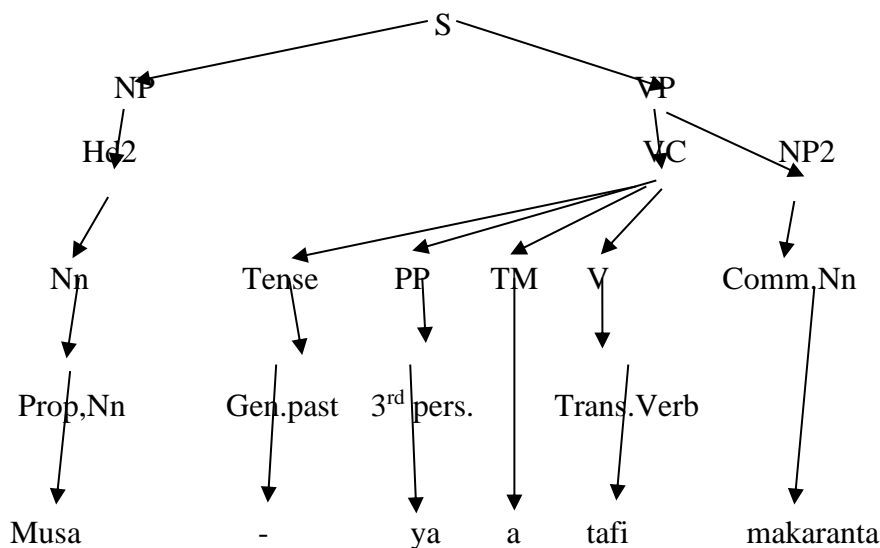 S
NP VP
Hd2 VC NP2
Nn Tense PP TM V Comm,Nn
Prop,Nn Gen.past 3rd pers. Trans.Verb
Musa - ya a tafi makaranta